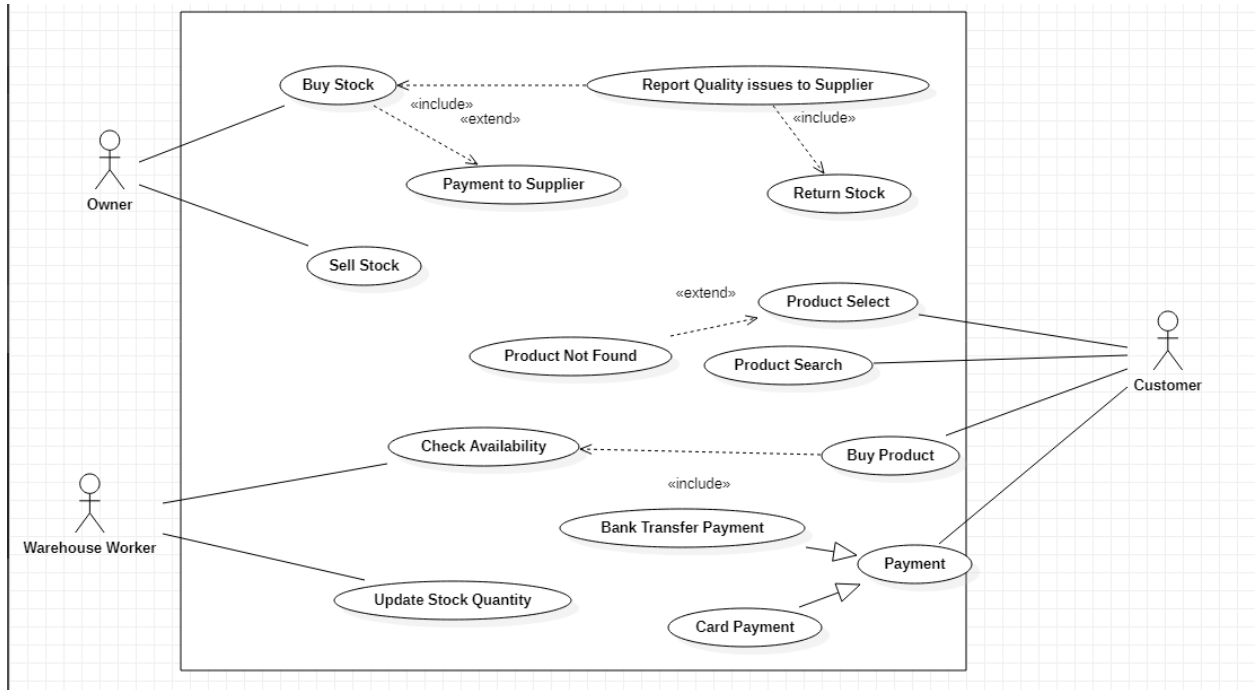 Buy Stock
Report Quality issues to Supplier
«include»
«extend»
«include»
Payment to Supplier
Return Stock
Owner
Sell Stock
«extend»
Product Select
Product Not Found
Product Search
Customer
Check Availability
Buy Product
«include»
Bank Transfer Payment
Warehouse Worker
Payment
Update Stock Quantity
Card Payment